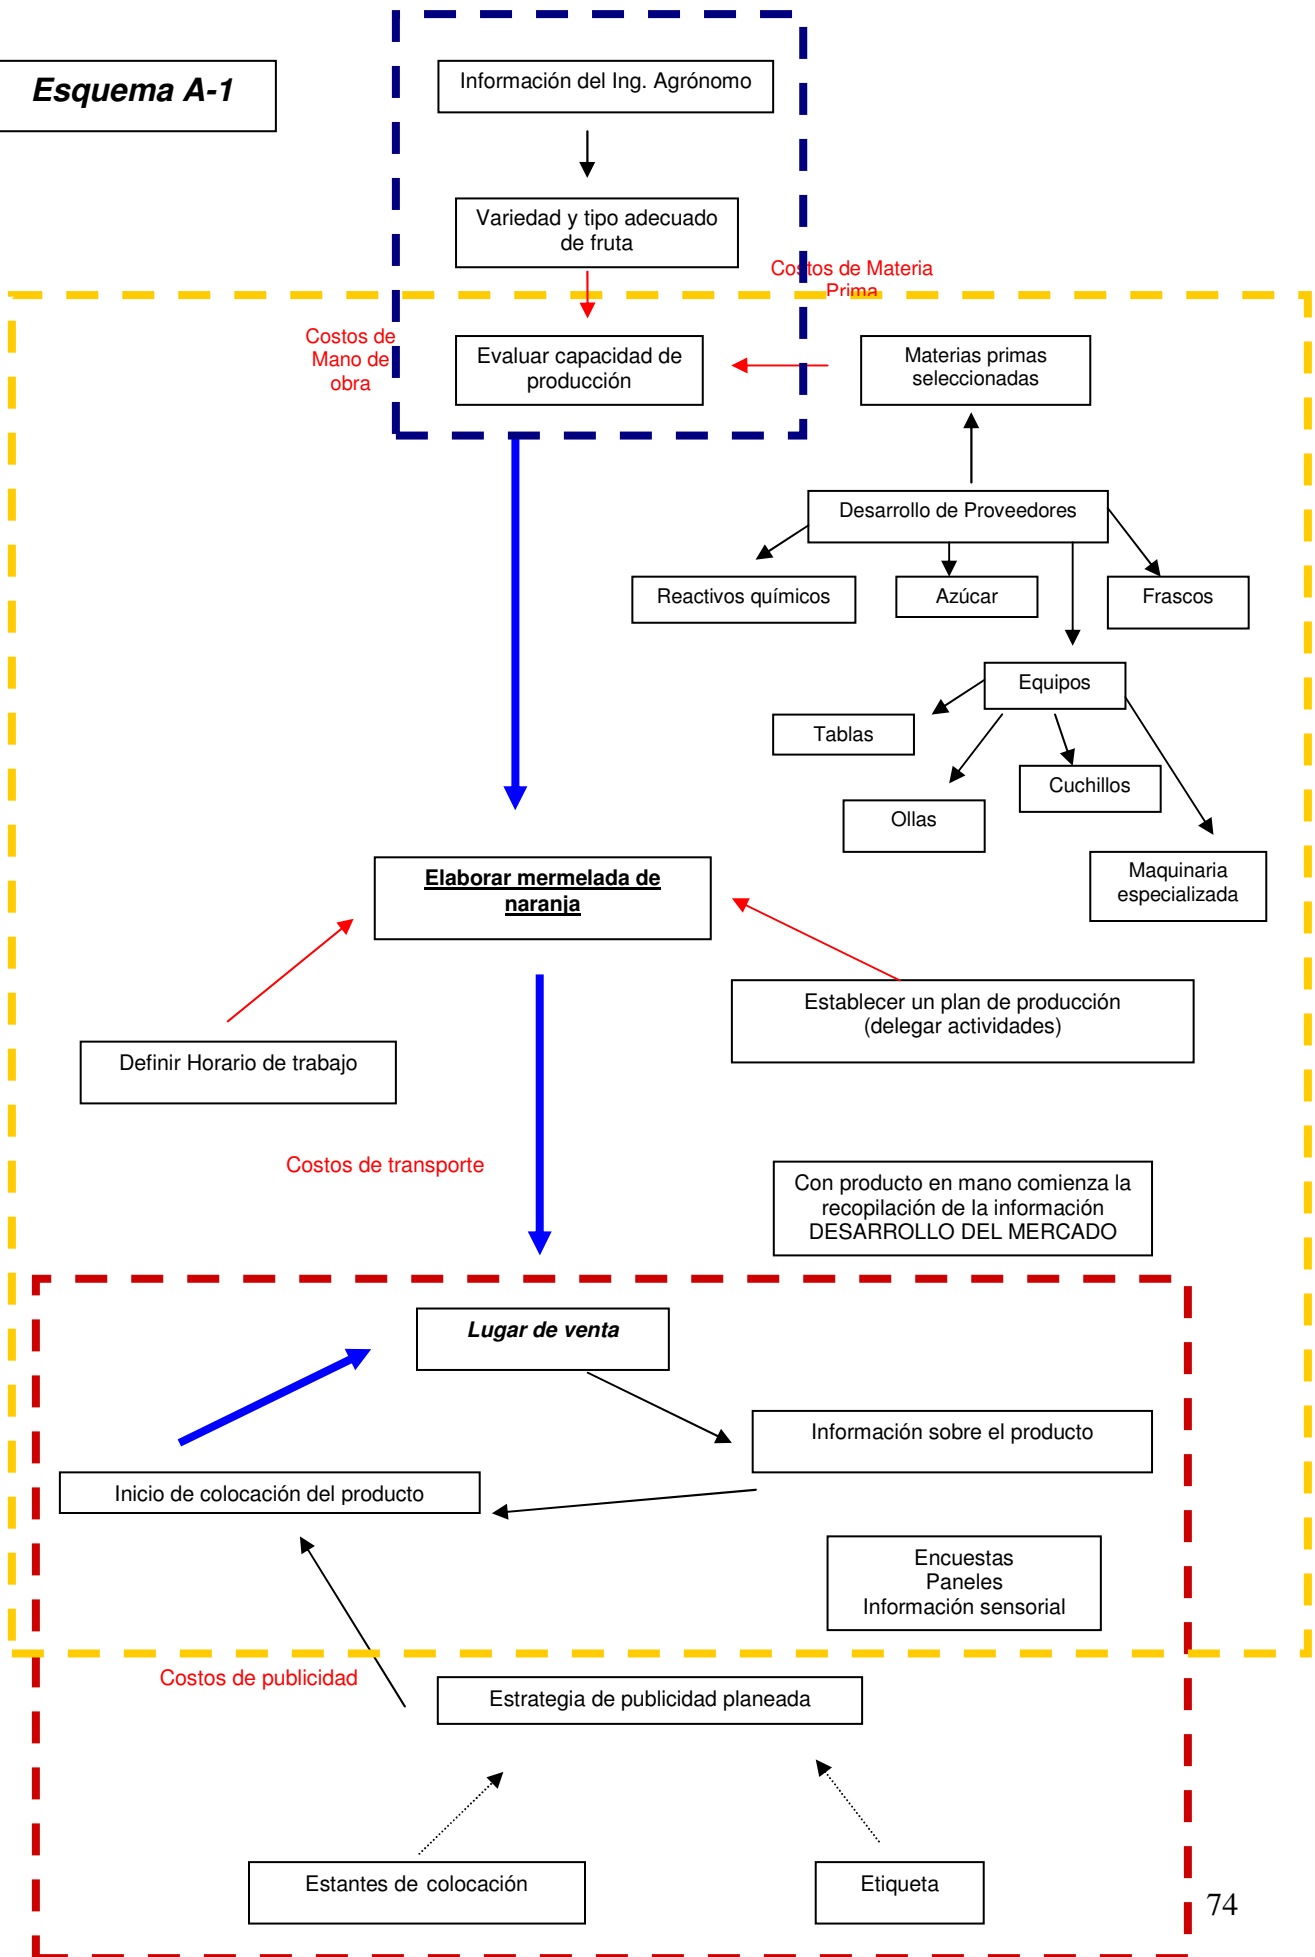 Esquema A-1
Información del Ing. Agrónomo
Variedad y tipo adecuado
de fruta
Costos de Materia
Prima
Costos de
Mano de
obra
Evaluar capacidad de
producción
Materias primas
seleccionadas
Desarrollo de Proveedores
Reactivos químicos
Azúcar
Frascos
Equipos
Tablas
Cuchillos
Ollas
Maquinaria
especializada
Elaborar mermelada de
naranja
Establecer un plan de producción
(delegar actividades)
Definir Horario de trabajo
Costos de transporte
Con producto en mano comienza la
recopilación de la información
DESARROLLO DEL MERCADO
Lugar de venta
Información sobre el producto
Inicio de colocación del producto
Encuestas
Paneles
Información sensorial
Costos de publicidad
Estrategia de publicidad planeada
Estantes de colocación
Etiqueta
74